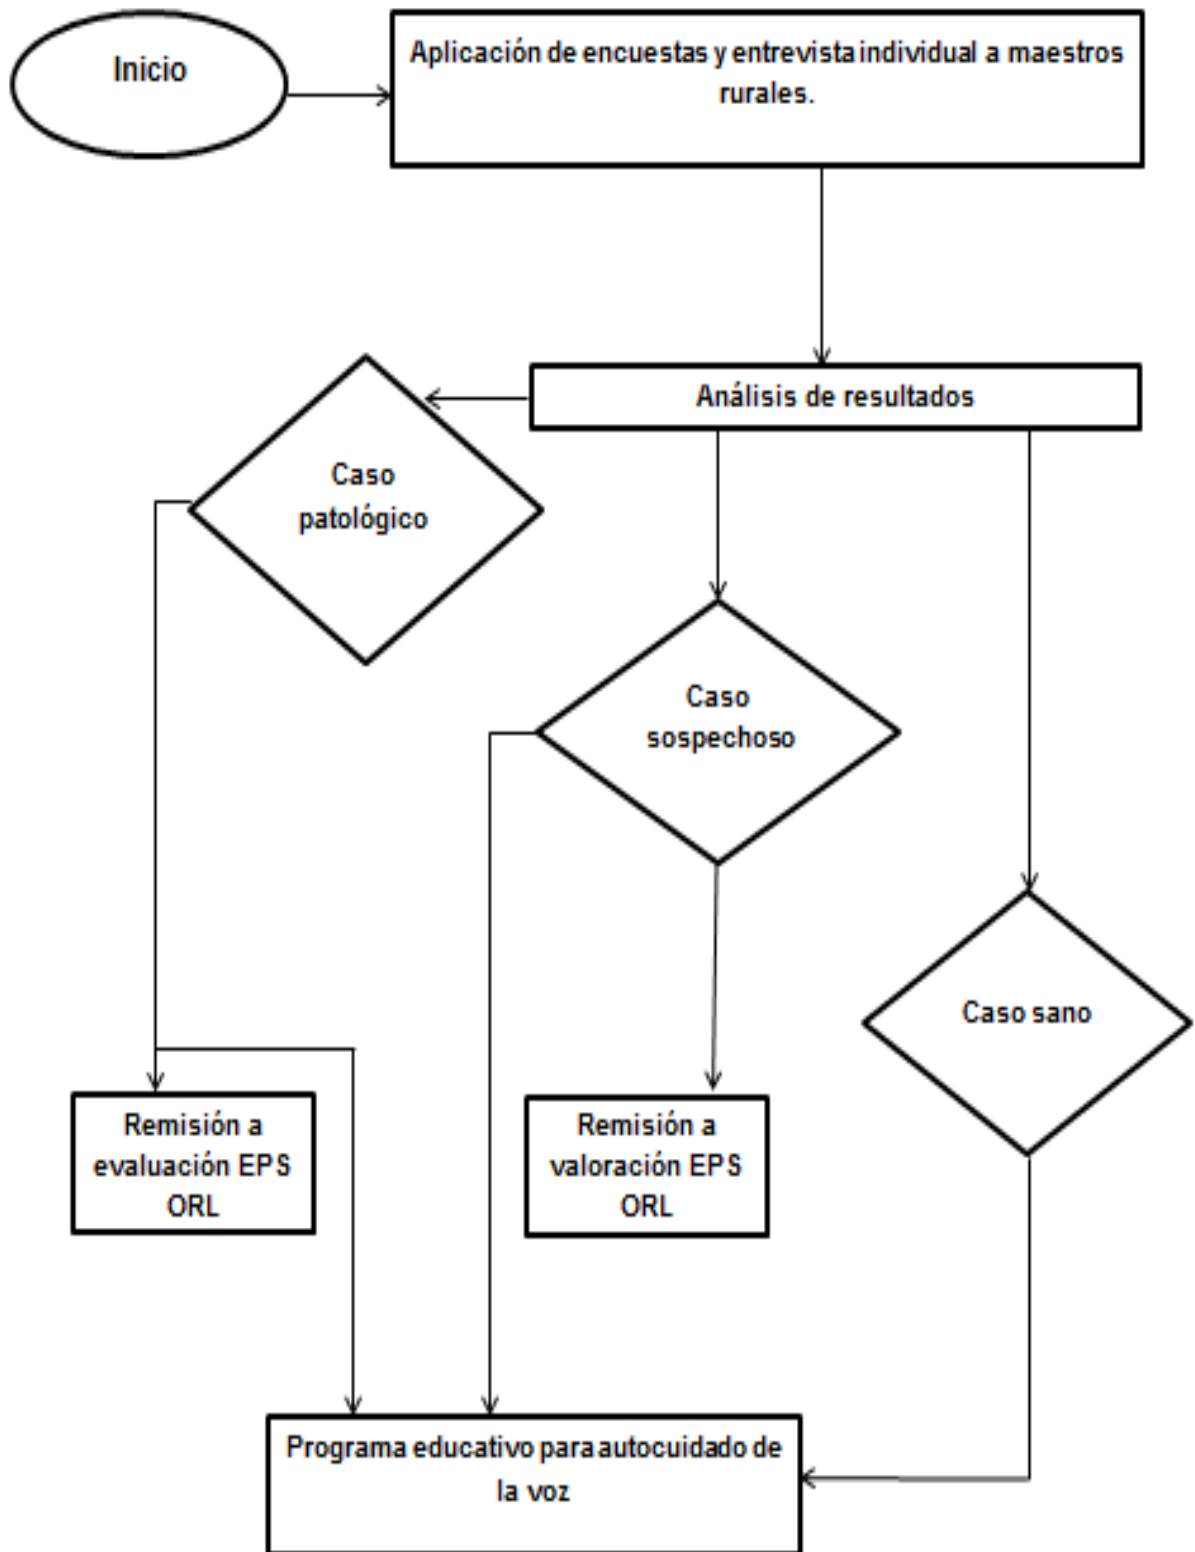 Inicio
Aplicación de encuestas y entrevista individual a maestros
rurales.
Análisis de resultados
Caso
patológico
Caso
sospechoso
Caso sano
Remisión a
evaluación EPS
ORL
Remisión a
valoración EPS
ORL
Programa educativo para autocuidado de
la voz